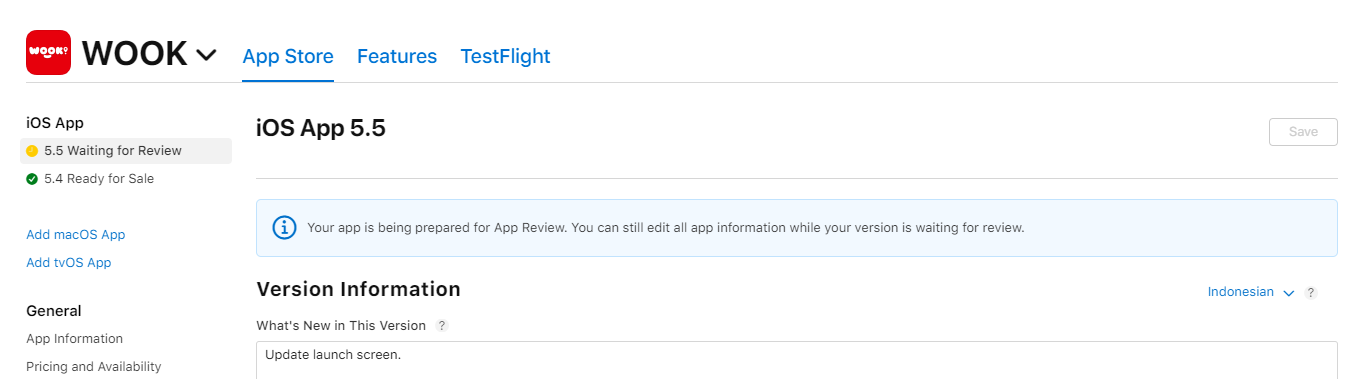 WOOK!
WOOK
App Store Features TestFlight
iOS App
5.5 Waiting for Review
5.4 Ready for Sale
Add macOS App
Add tvOS App
General
App Information
Pricing and Availability
iOS App 5.5
Save
Your app is being prepared for App Review. You can still edit all app information while your version is waiting for review.
Version Information
Indonesian ?
What's New in This Version ?
Update launch screen.